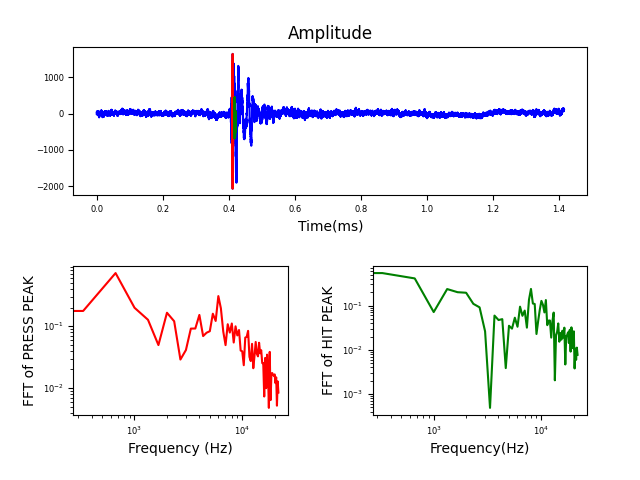 Amplitude
1000
0
−1000
−2000
0.0 0.2 0.4 0.6 0.8 1.0 1.2 1.4
Time(ms)
FFT of PRESS PEAK
10⁻¹
10⁻²
10³ 10⁴
Frequency (Hz)
FFT of HIT PEAK
10⁻¹
10⁻²
10⁻³
10³ 10⁴
Frequency(Hz)